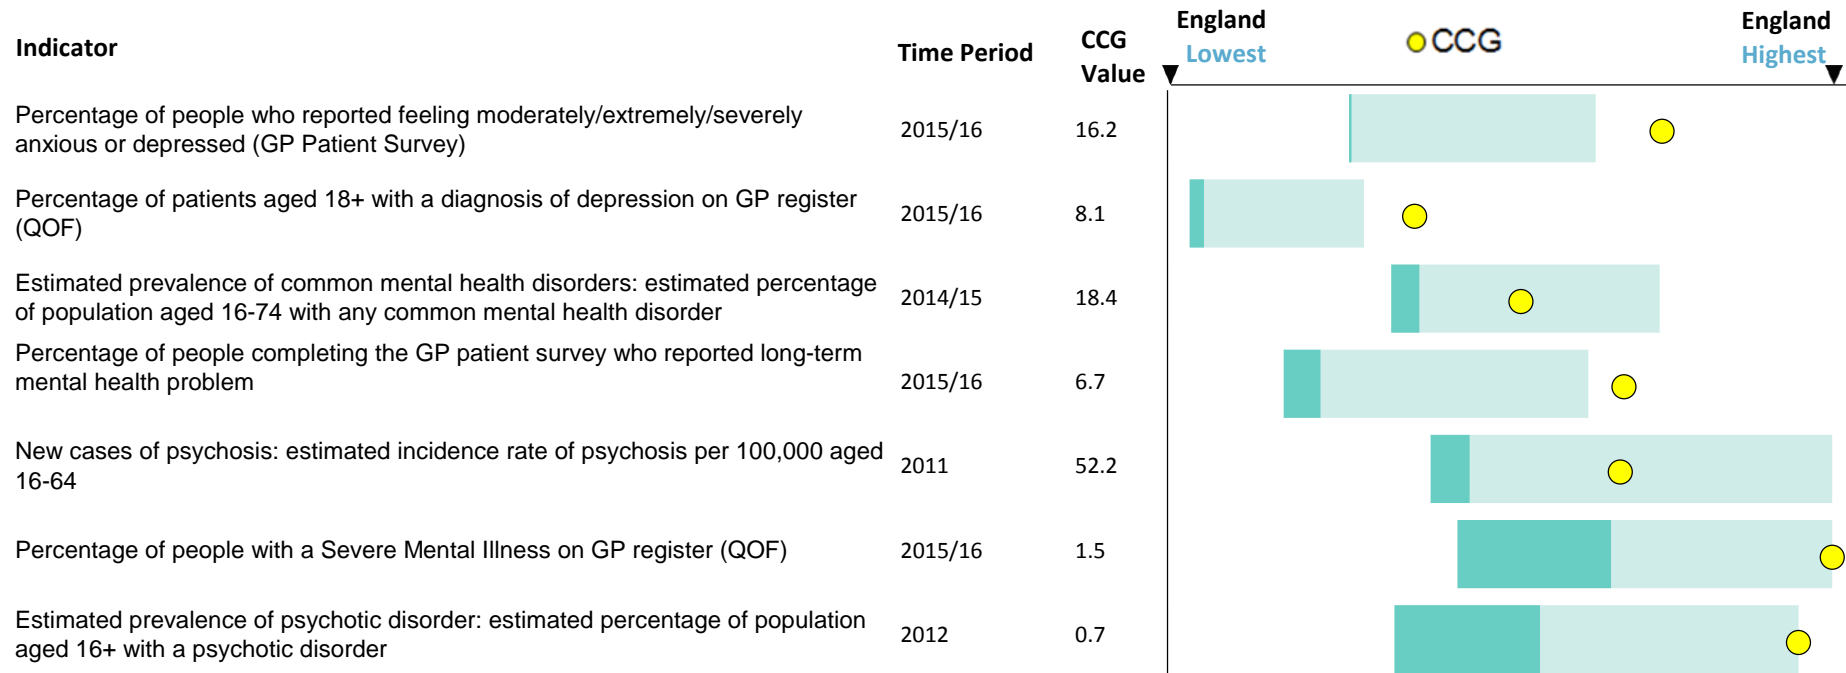 Indicator
Time Period
CCG
Value
England
Lowest
CCG
England
Highest
Percentage of people who reported feeling moderately/extremely/severely
anxious or depressed (GP Patient Survey)
2015/16
16.2
Percentage of patients aged 18+ with a diagnosis of depression on GP register
(QOF)
2015/16
8.1
Estimated prevalence of common mental health disorders: estimated percentage
of population aged 16-74 with any common mental health disorder
2014/15
18.4
Percentage of people completing the GP patient survey who reported long-term
mental health problem
2015/16
6.7
New cases of psychosis: estimated incidence rate of psychosis per 100,000 aged
16-64
2011
52.2
Percentage of people with a Severe Mental Illness on GP register (QOF)
2015/16
1.5
Estimated prevalence of psychotic disorder: estimated percentage of population
aged 16+ with a psychotic disorder
2012
0.7